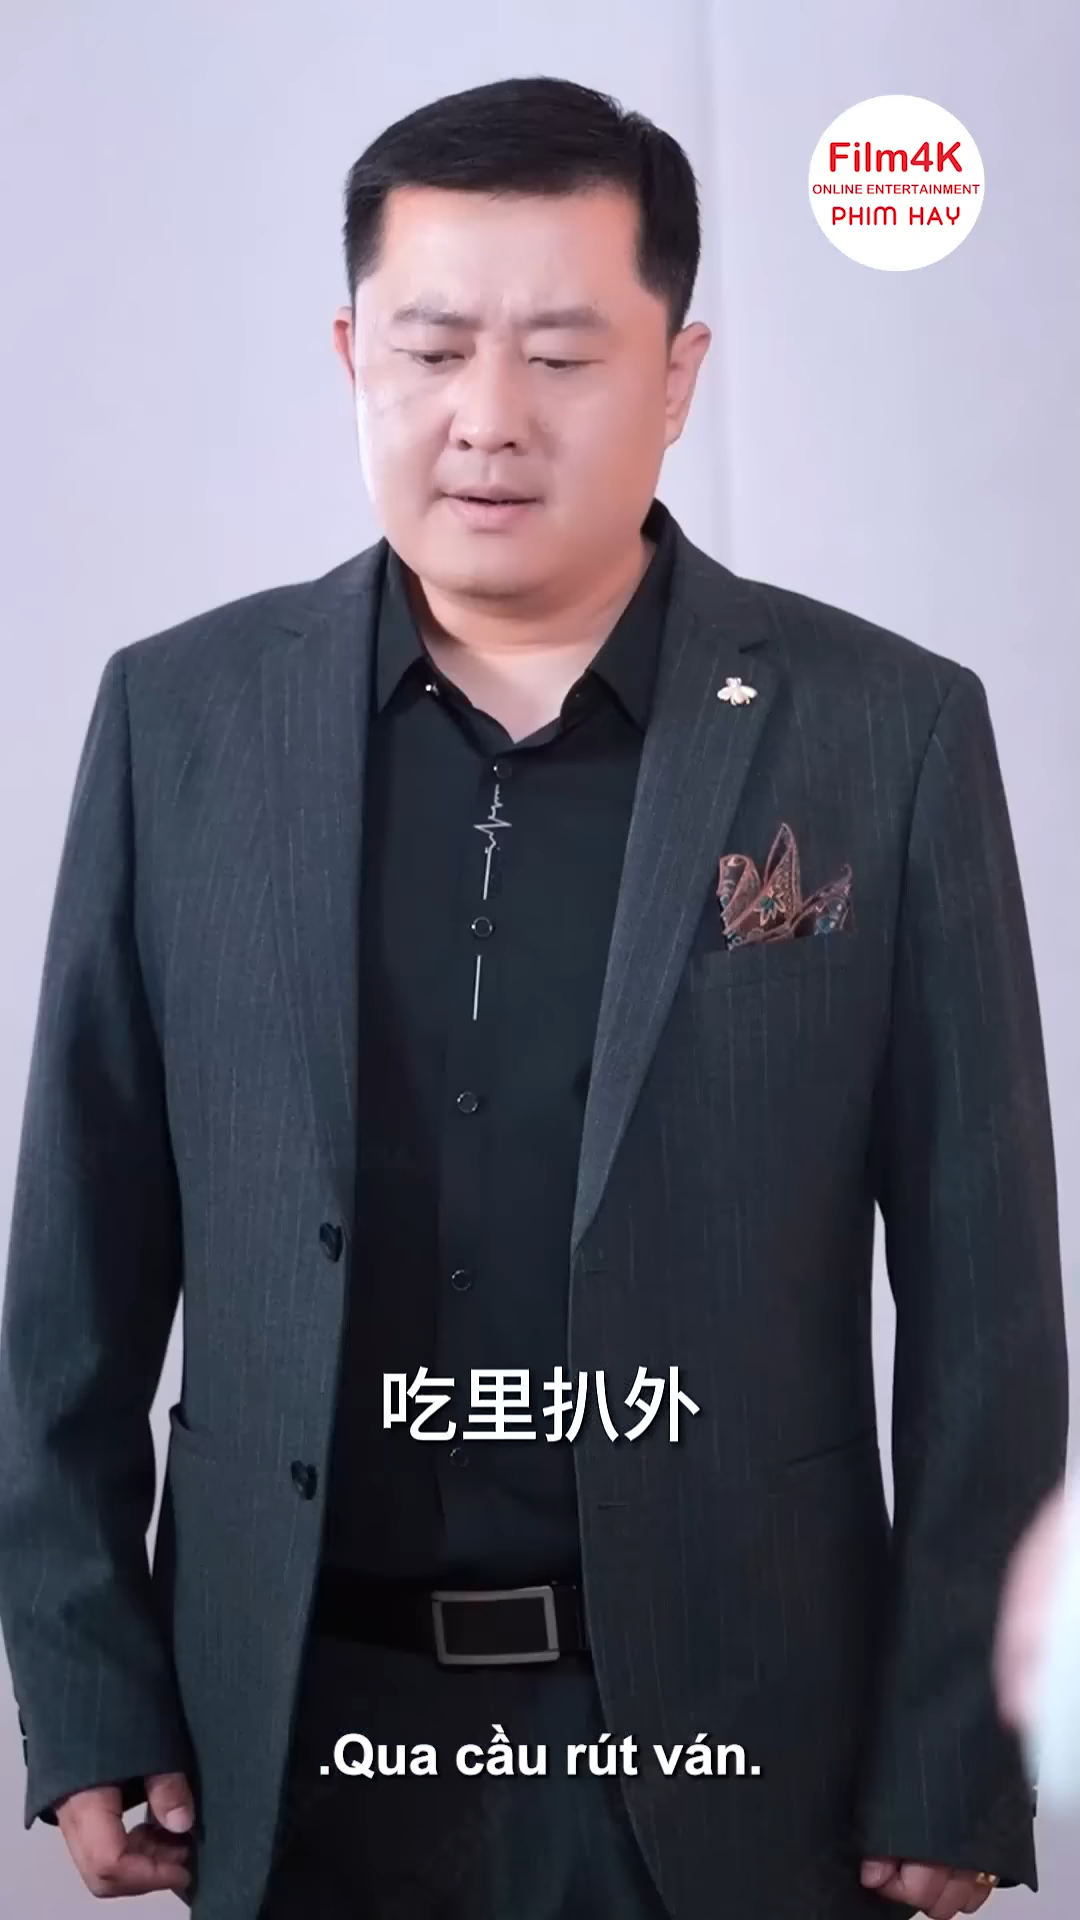 Film4K
ONLINE ENTERTAINMENT
PHIM HAY
吃里扒外
.Qua cầu rút ván.